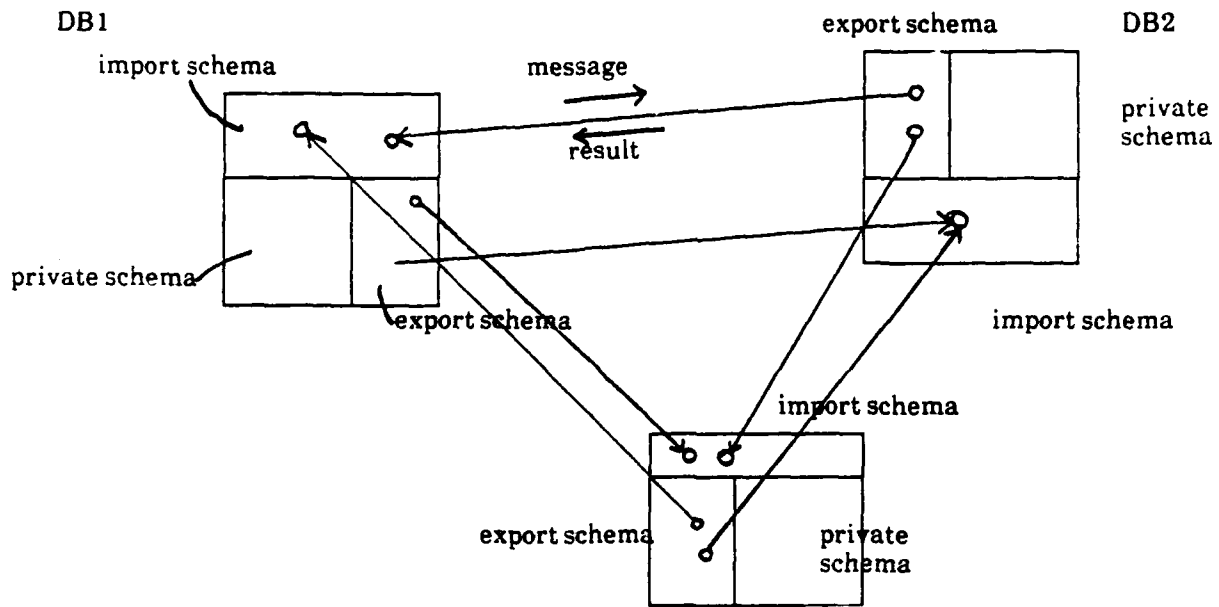 DB1
export schema
DB2
import schema
message
private
schema
result
private schema
export schema
import schema
import schema
export schema
private
schema